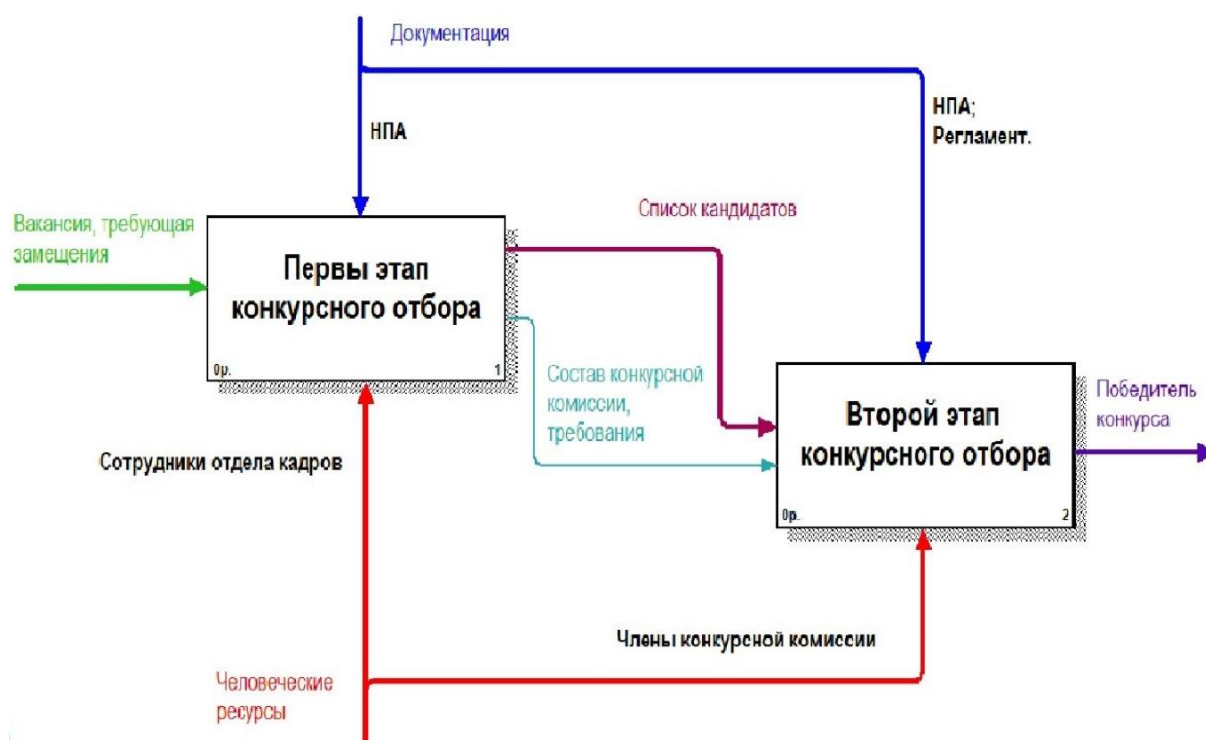 Документация
НПА
НПА;
Регламент.
Вакансия, требующая
замещения
Список кандидатов
Первы этап
конкурсного отбора
0р.
1
Состав конкурсной
комиссии,
требования
Победитель
конкурса
Второй этап
конкурсного отбора
0р.
2
Сотрудники отдела кадров
Члены конкурсной комиссии
Человеческие
ресурсы